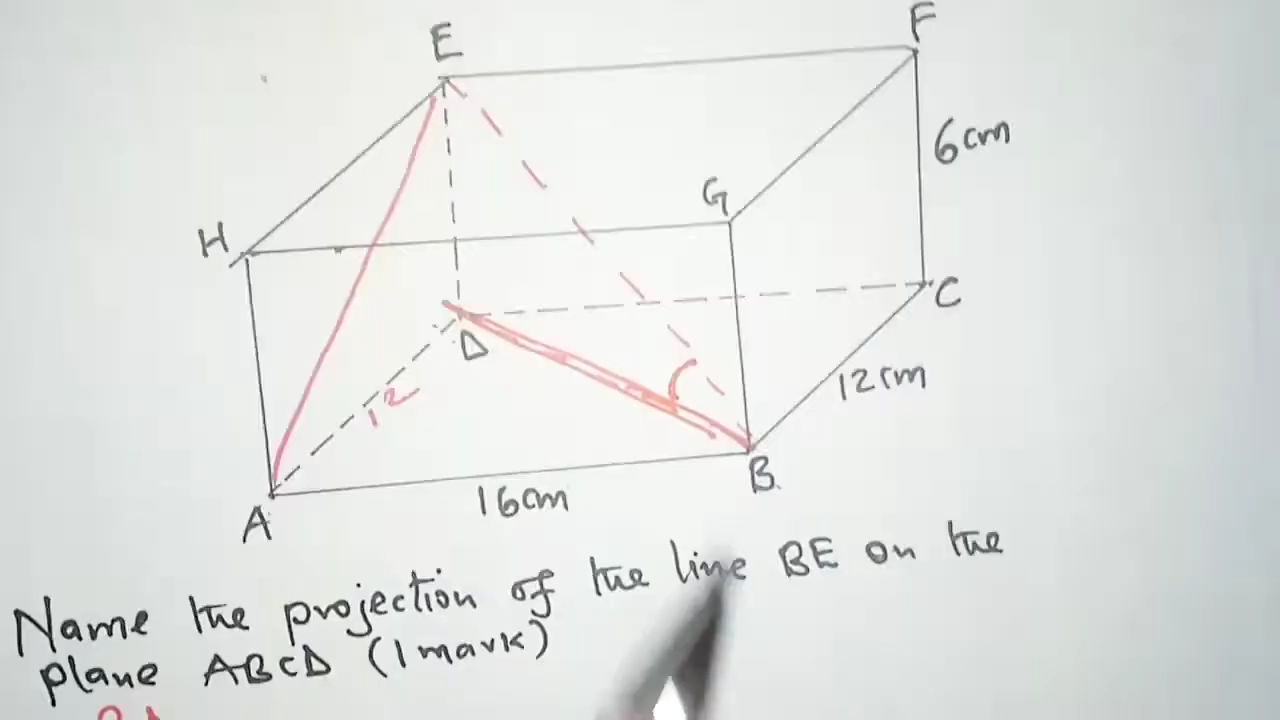 E
F
6cm
G
H
C
D
12
12cm
16cm
B
A
Name the projection of the line BE on the
plane ABCD (1 mark)